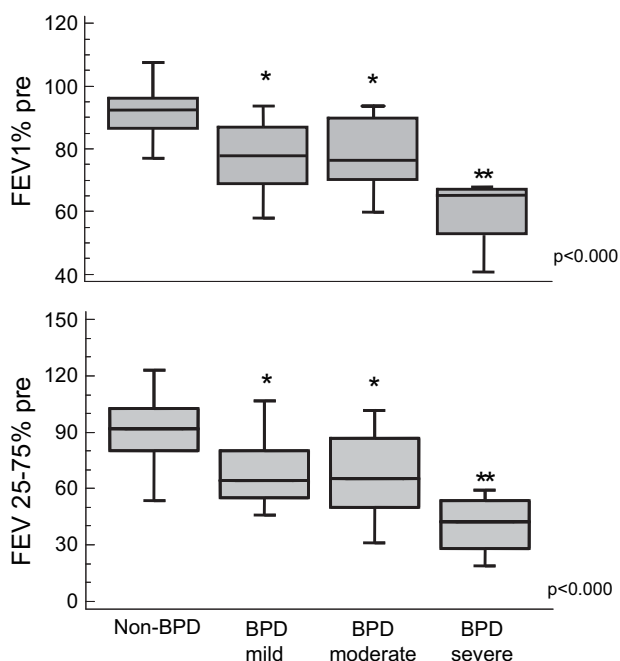 120
100
80
60
40
FEV1% pre
*
*
**
p<0.000
150
120
90
60
30
0
FEV 25-75% pre
*
*
**
p<0.000
Non-BPD
BPD
mild
BPD
moderate
BPD
severe